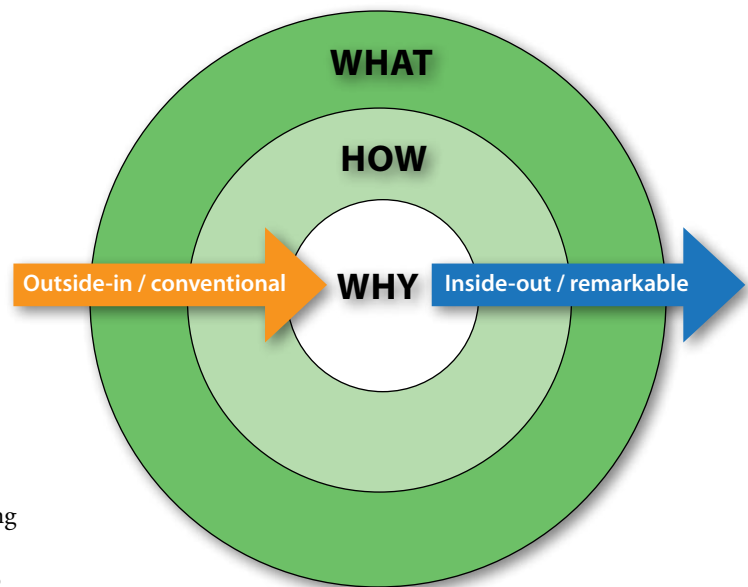 WHAT
HOW
Outside-in / conventional
WHY
Inside-out / remarkable